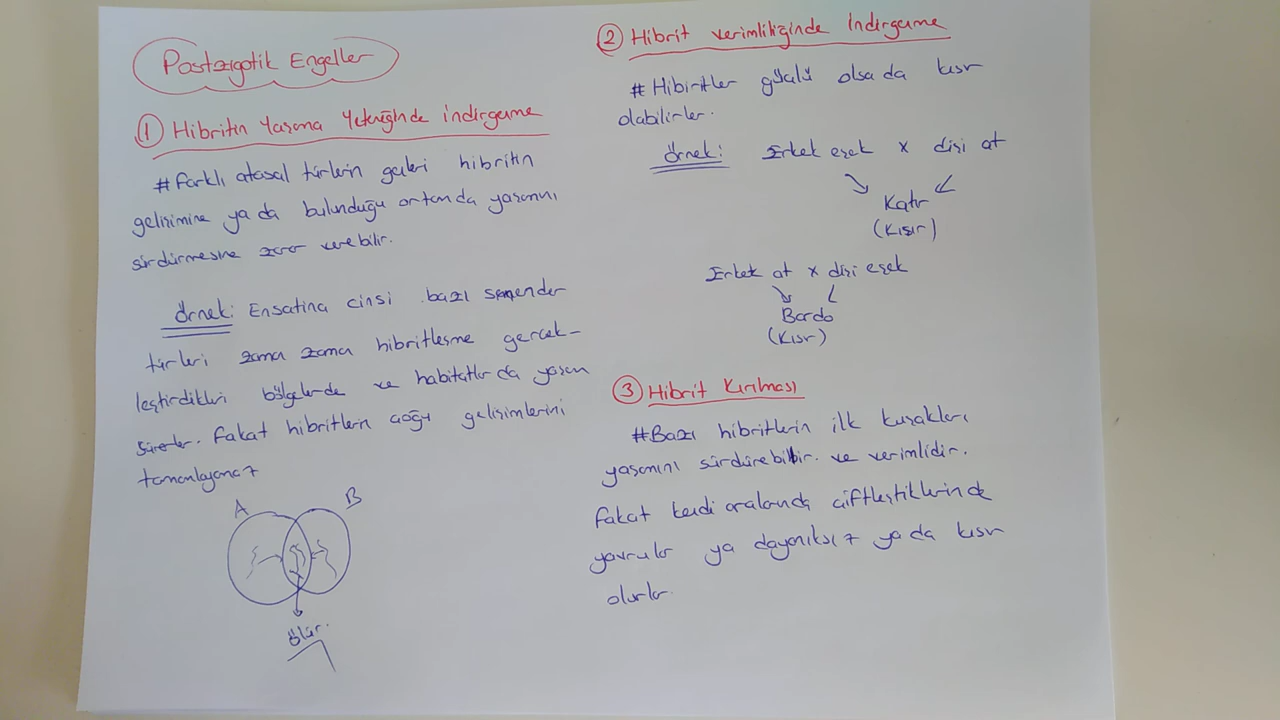 Postzigotik Engeller
① Hibritin Yaşama Yeteneğinde İndirgeme
# Farklı atasal türlerin genleri hibritin
gelişimine ya da bulunduğu ortamda yaşamını
sürdürmesine zarar verebilir.
Örnek: Ensatina cinsi bazı semender
türleri zaman zaman hibritleşme gerçek-
leştirdikleri bölgelerde ve habitatlarda yaşam
sürerler. Fakat hibritlerin çoğu gelişimlerini
tamamlayamaz
A B
ölür.
② Hibrit verimliliğinde İndirgeme
# Hibiritler güçlü olsa da kısır
olabilirler.
Örnek: Erkek eşek x dişi at
Katır
(Kısır)
Erkek at x dişi eşek
Bardo
(Kısır)
③ Hibrit Kırılması
# Bazı hibritlerin ilk kuşakları
yaşamını sürdürebilir. ve verimlidir.
Fakat kendi aralarında çiftleştiklerinde
yavrular ya dayanıksız ya da kısır
olurlar.